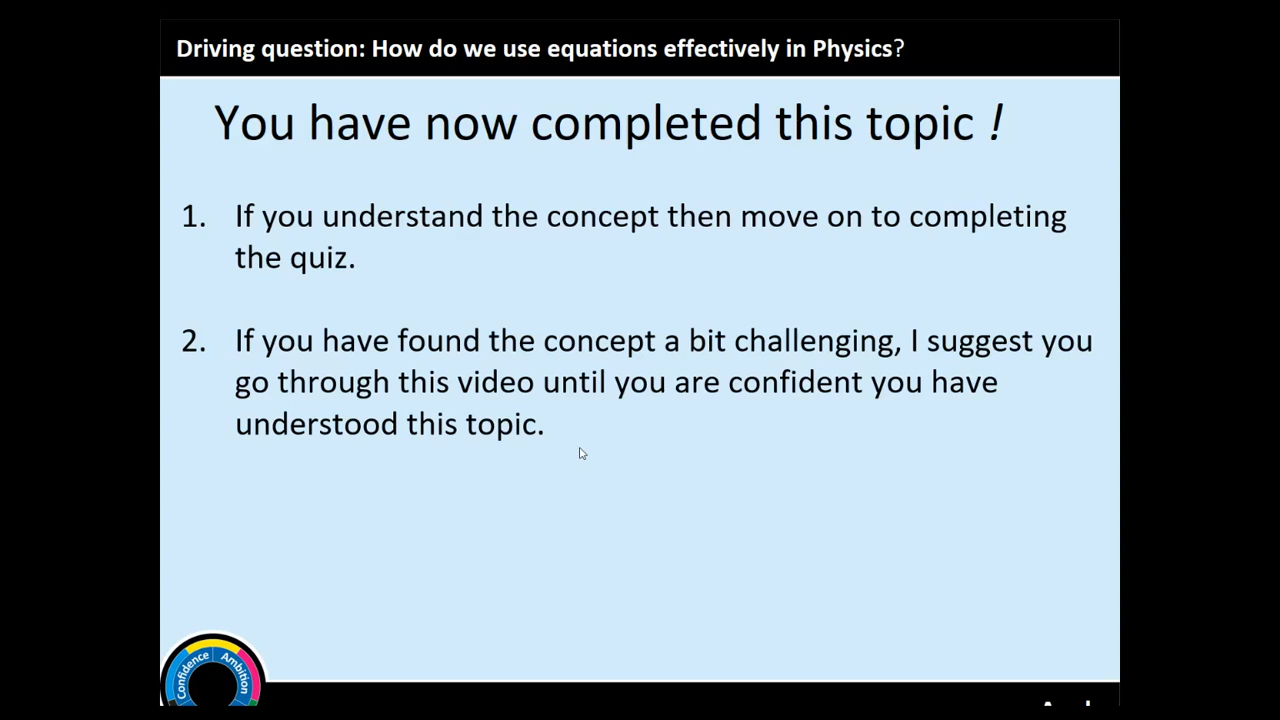 Driving question: How do we use equations effectively in Physics?
You have now completed this topic !
1. If you understand the concept then move on to completing
the quiz.
2. If you have found the concept a bit challenging, I suggest you
go through this video until you are confident you have
understood this topic.
Confidence
Ambition